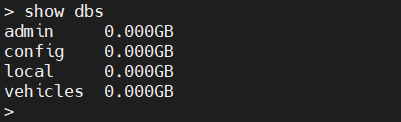 > show dbs
admin     0.000GB
config    0.000GB
local     0.000GB
vehicles  0.000GB
>